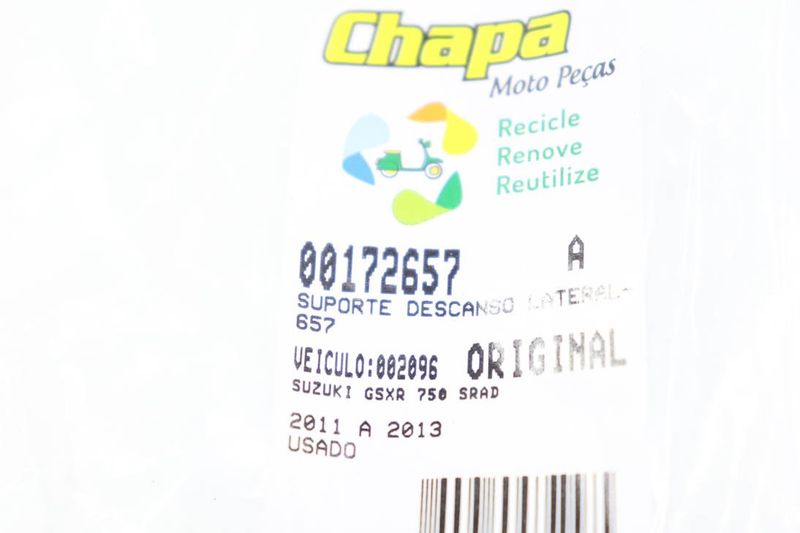 Chapa
Moto Peças
Recicle
Renove
Reutilize
00172657 A
SUPORTE DESCANSO LATERAL-
657
VEICULO:002096 ORIGINAL
SUZUKI GSXR 750 SRAD
2011 A 2013
USADO